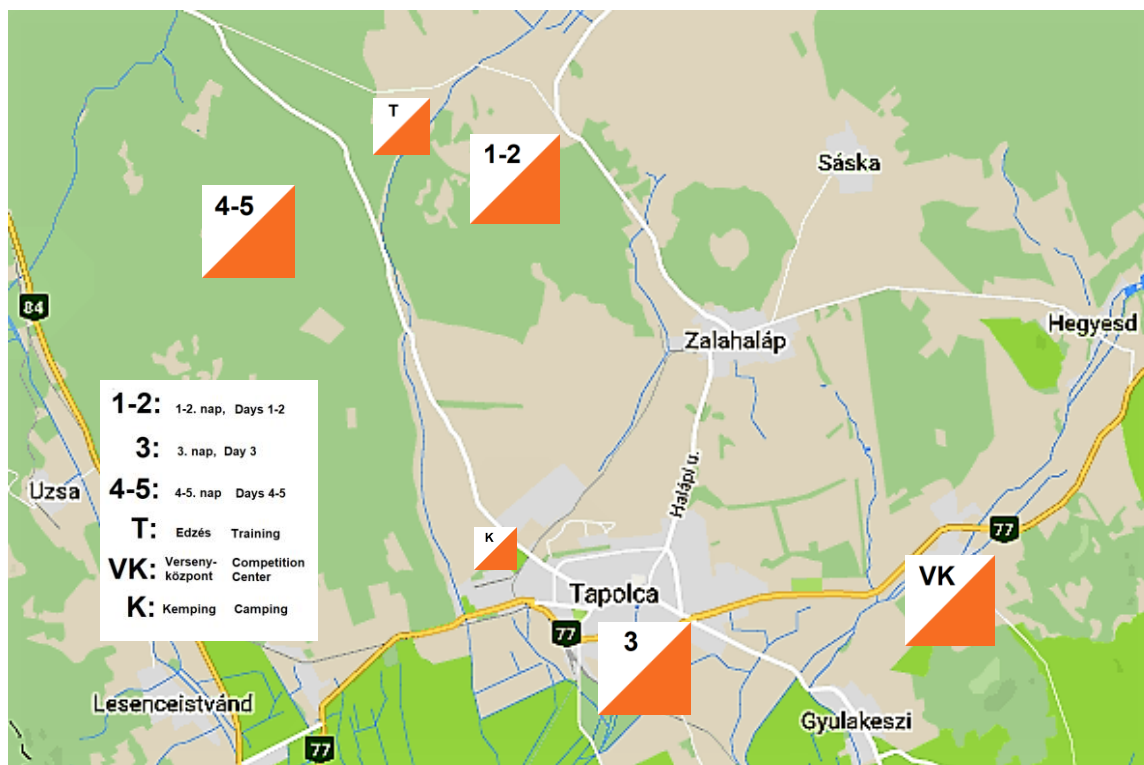 T
1-2
Sáska
4-5
84
Zalahaláp
Hegyesd
1-2: 1-2. nap, Days 1-2
3: 3. nap, Day 3
4-5: 4-5. nap Days 4-5
T: Edzés Training
VK: Verseny- Competition
központ Center
K: Kemping Camping
Uzsa
Halápi u.
K
77
VK
Tapolca
77
3
Lesenceistvánd
Gyulakeszi
77